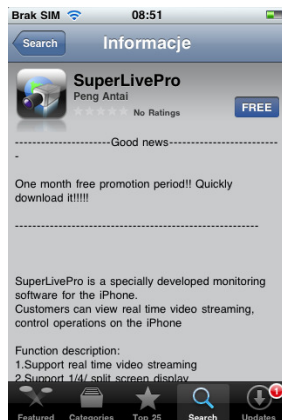 Brak SIM 08:51
Search Informacje
SuperLivePro
Peng Antai
No Ratings
FREE
----------------------Good news-------------------------
-
One month free promotion period!! Quickly
download it!!!!!
---------------------------------------------------------
SuperLivePro is a specially developed monitoring
software for the iPhone.
Customers can view real time video streaming,
control operations on the iPhone
Function description:
1.Support real time video streaming
2.Support 1/4/ split screen display
Featured Categories Top 25 Search Updates
1